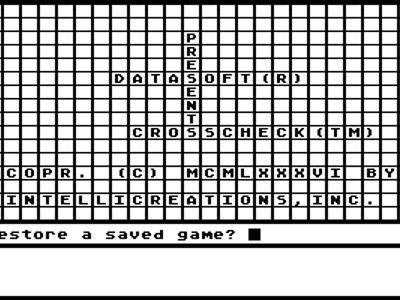 PRESENTS
DATASOFT(R)
CROSSCHECK(TM)
COPR. (C) MCMLXXXVI BY
INTELLICREATIONS,INC.
estore a saved game?